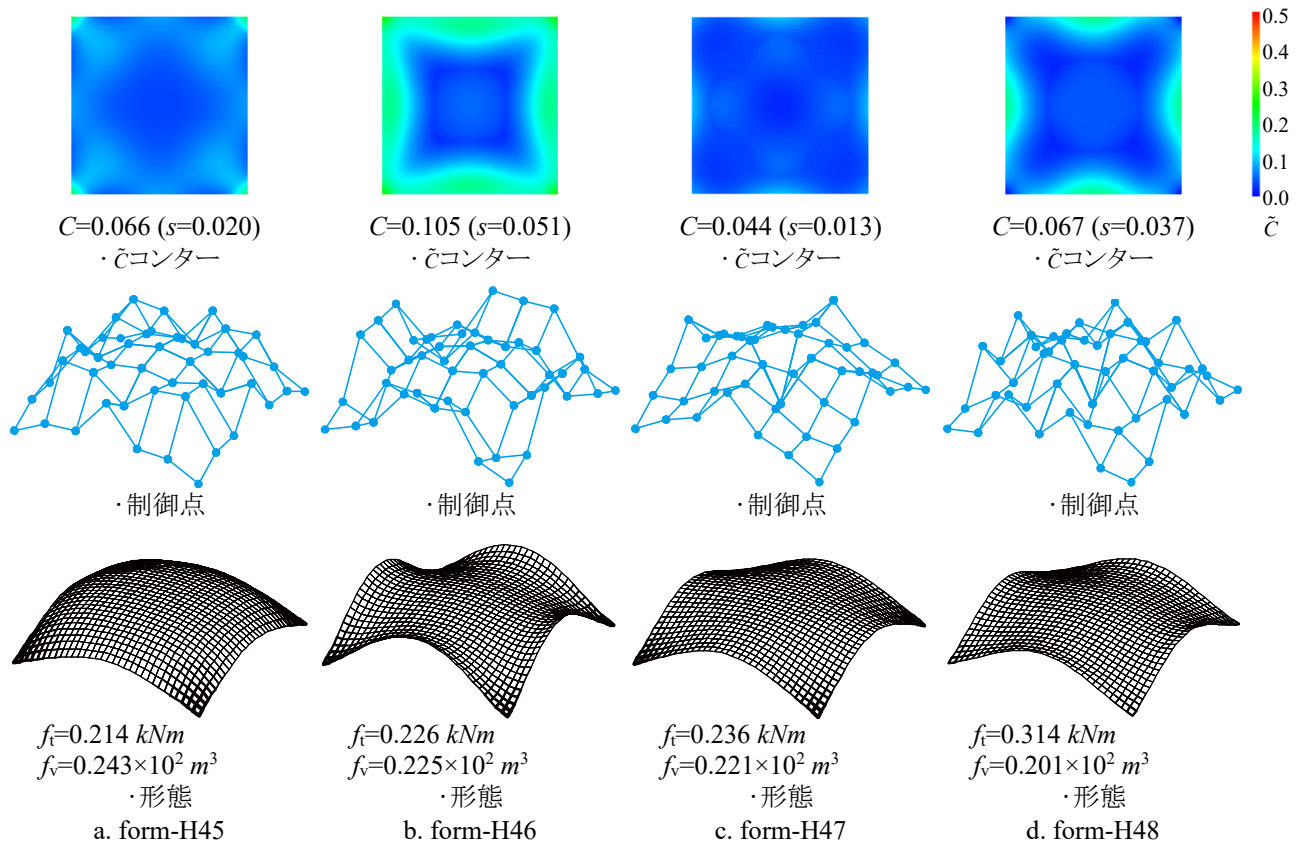 0.5
0.4
0.3
0.2
0.1
0.0
C̃
C=0.066 (s=0.020)
C=0.105 (s=0.051)
C=0.044 (s=0.013)
C=0.067 (s=0.037)
・C̃コンター
・C̃コンター
・C̃コンター
・C̃コンター
・制御点
・制御点
・制御点
・制御点
ft=0.214 kNm
fv=0.243×10² m³
・形態
a. form-H45
ft=0.226 kNm
fv=0.225×10² m³
・形態
b. form-H46
ft=0.236 kNm
fv=0.221×10² m³
・形態
c. form-H47
ft=0.314 kNm
fv=0.201×10² m³
・形態
d. form-H48